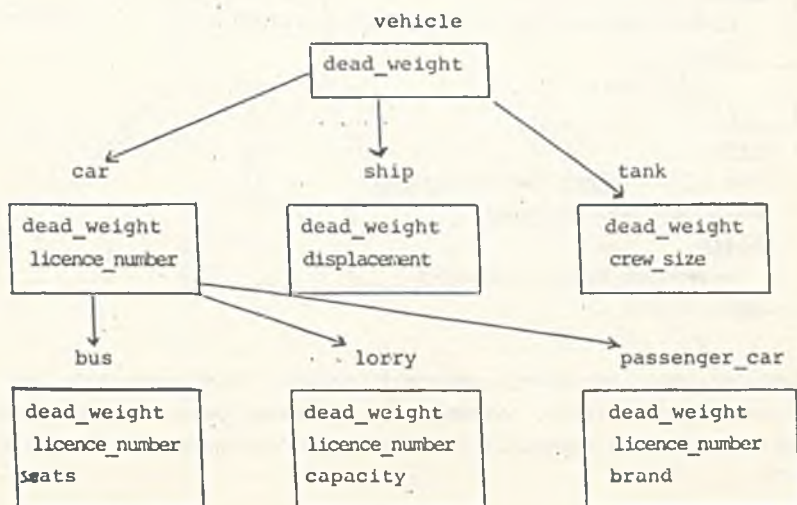 vehicle
dead_weight
car
ship
tank
dead_weight
licence_number
dead_weight
displacement
dead_weight
crew_size
bus
lorry
passenger_car
dead_weight
licence_number
seats
dead_weight
licence_number
capacity
dead_weight
licence_number
brand